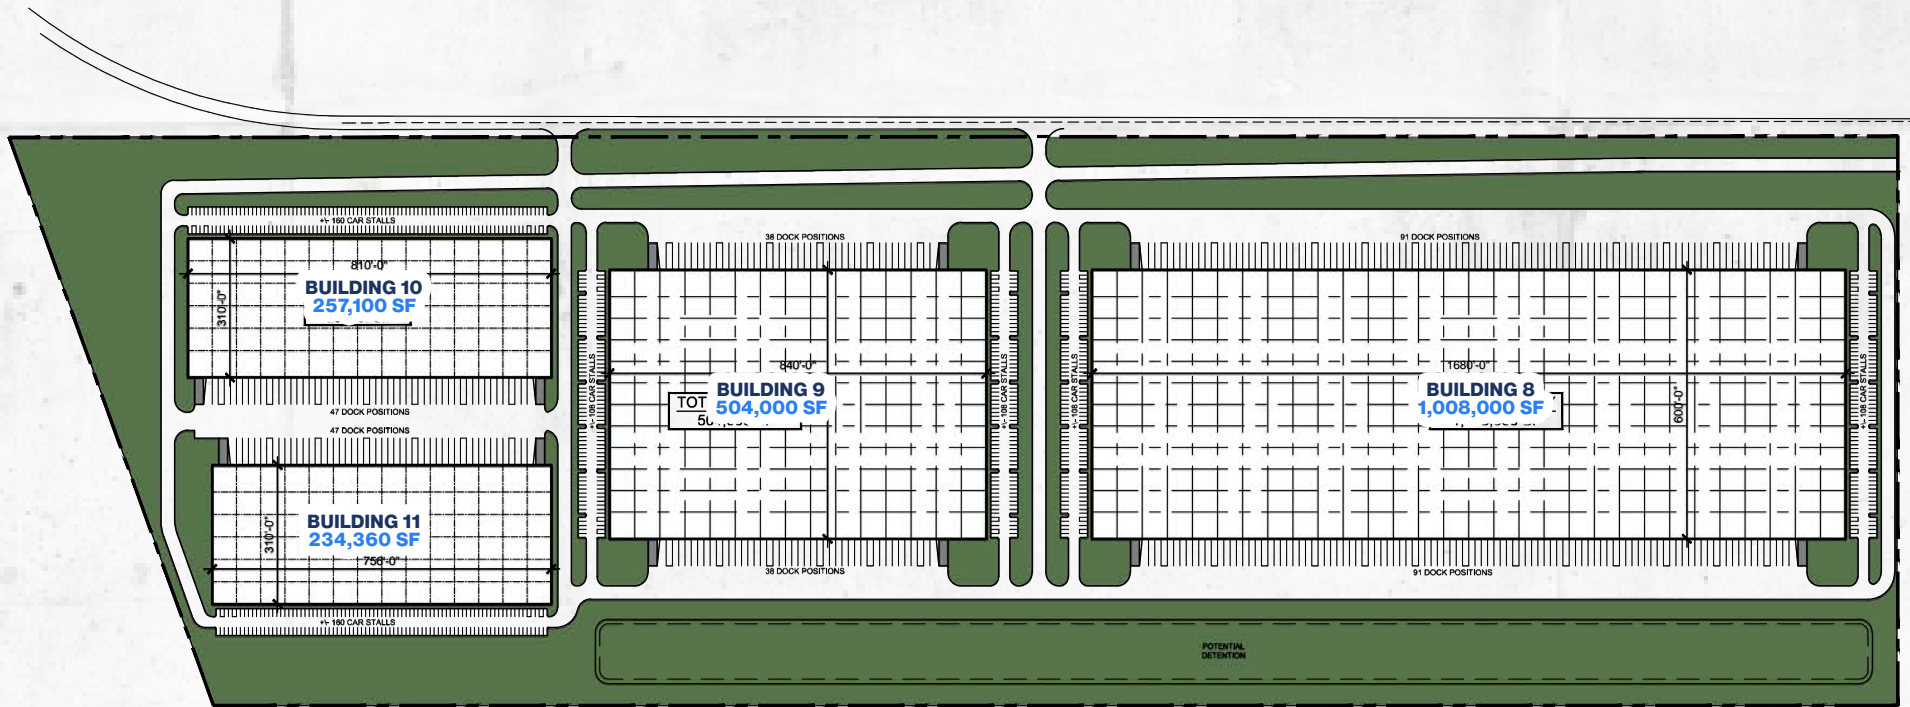 +\- 160 CAR STALLS
810'-0"
310'-0"
BUILDING 10
257,100 SF
47 DOCK POSITIONS
47 DOCK POSITIONS
310'-0"
BUILDING 11
234,360 SF
756'-0"
+\- 160 CAR STALLS
38 DOCK POSITIONS
+\- 108 CAR STALLS
840'-0"
BUILDING 9
TOT
504,000 SF
+\- 108 CAR STALLS
38 DOCK POSITIONS
91 DOCK POSITIONS
+\- 108 CAR STALLS
1680'-0"
BUILDING 8
1,008,000 SF
600'-0"
+\- 108 CAR STALLS
91 DOCK POSITIONS
POTENTIAL
DETENTION